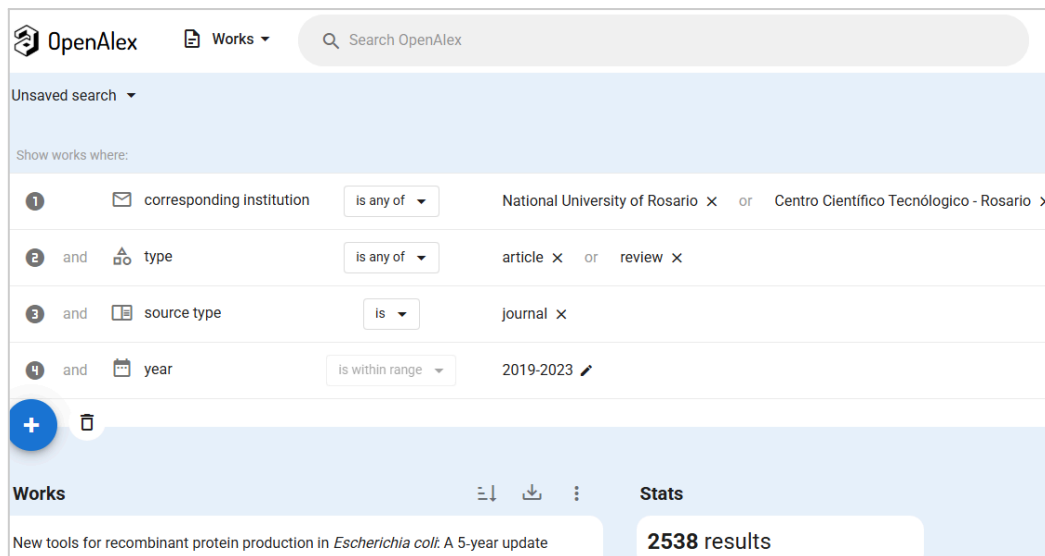 OpenAlex Works Search OpenAlex
Unsaved search
Show works where:
1 corresponding institution is any of National University of Rosario × or Centro Científico Tecnólogico - Rosario ×
2 and type is any of article × or review ×
3 and source type is journal ×
4 and year is within range 2019-2023
+
Works Stats
New tools for recombinant protein production in Escherichia coli: A 5-year update 2538 results